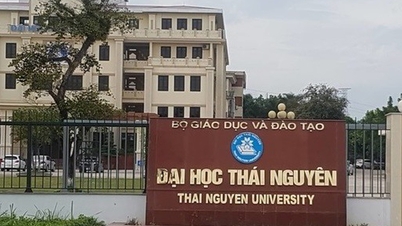 BỘ GIÁO DỤC VÀ ĐÀO TẠO
ĐẠI HỌC THÁI NGUYÊN
THAI NGUYEN UNIVERSITY